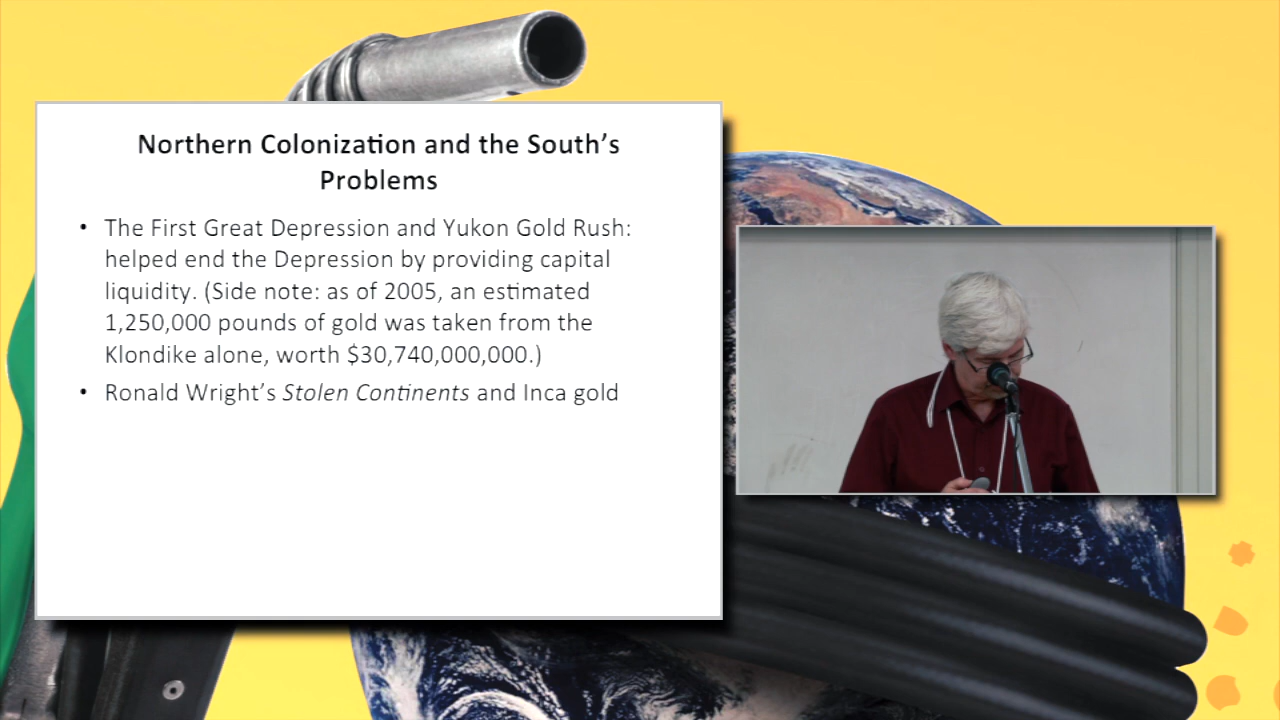 Northern Colonization and the South’s
Problems
• The First Great Depression and Yukon Gold Rush:
helped end the Depression by providing capital
liquidity. (Side note: as of 2005, an estimated
1,250,000 pounds of gold was taken from the
Klondike alone, worth $30,740,000,000.)
• Ronald Wright’s Stolen Continents and Inca gold